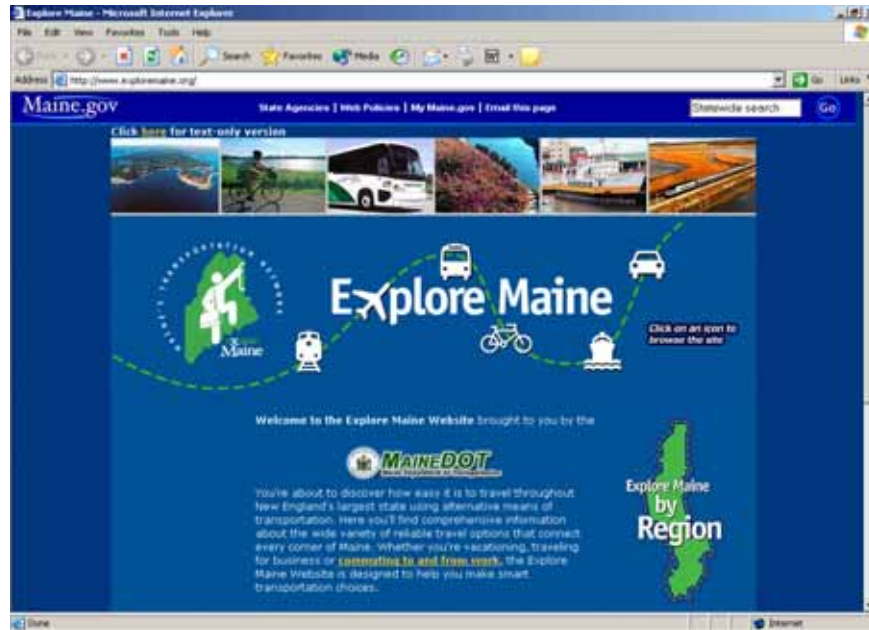 Explore Maine - Microsoft Internet Explorer
File Edit View Favorites Tools Help
Back Search Favorites Media
Address http://www.exploremaine.org/ Go Links
Maine.gov State Agencies | Web Policies | My Maine.gov | Email this page Statewide search Go
Click here for text-only version
MAINE'S TRANSPORTATION NETWORK
Explore Maine
Maine
Click on an icon to
browse the site
Welcome to the Explore Maine Website brought to you by the
MAINEDOT
You're about to discover how easy it is to travel throughout
New England's largest state using alternative means of
transportation. Here you'll find comprehensive information
about the wide variety of reliable travel options that connect
every corner of Maine. Whether you're vacationing, traveling
for business or commuting to and from work, the Explore
Maine Website is designed to help you make smart
transportation choices.
Explore Maine
by
Region
Done Internet